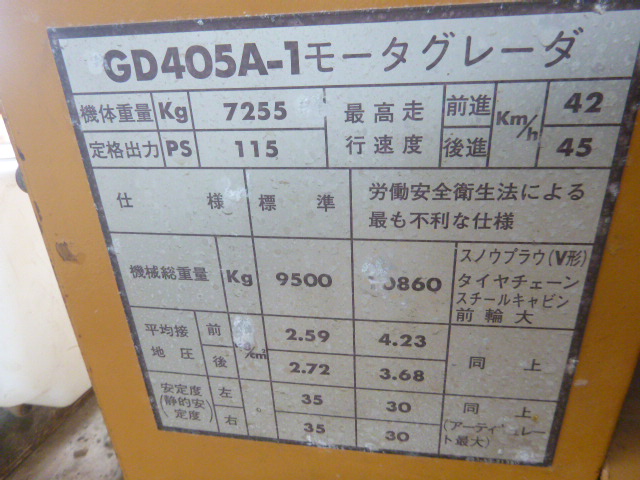 GD405A-1モータグレーダ
機体重量 Kg 7255 最高走 前進 Km/h 42
定格出力 PS 115 行速度 後進 45
仕様 標準 労働安全衛生法による
最も不利な仕様
機械総重量 Kg 9500 10860 スノウプラウ(V形)
タイヤチェーン
スチールキャビン
前輪大
平均接 前 2.59 4.23 同上
地圧 後 2.72 3.68
安定度 左 ° 35 30 同上
(静的安 (アーティ レー
定度) 右 35 30 ト最大)